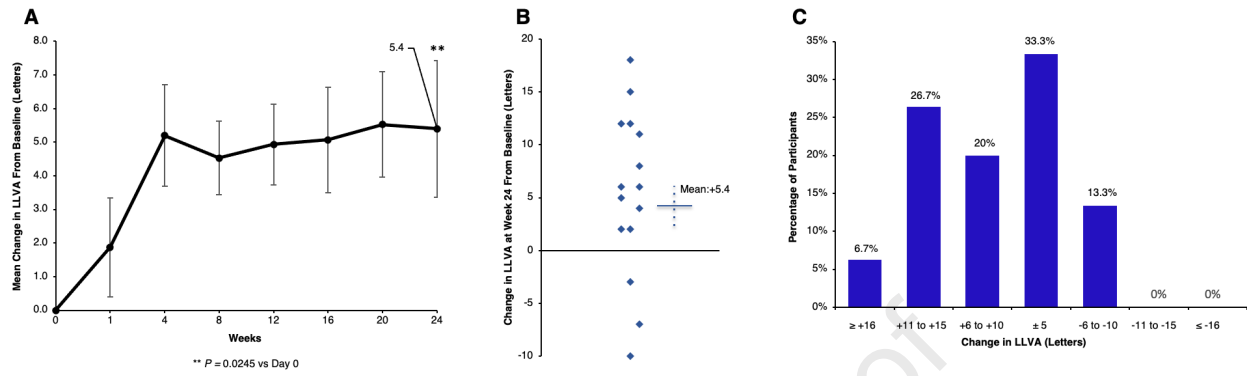 A
Mean Change in LLVA From Baseline (Letters)
8.0
7.0
6.0
5.0
4.0
3.0
2.0
1.0
0.0
5.4
**
0 1 4 8 12 16 20 24
Weeks
** P = 0.0245 vs Day 0
B
Change in LLVA at Week 24 From Baseline (Letters)
20
15
10
5
0
-5
-10
Mean:+5.4
C
Percentage of Participants
35%
30%
25%
20%
15%
10%
5%
0%
6.7%
26.7%
20%
33.3%
13.3%
0%
0%
≥ +16 +11 to +15 +6 to +10 ± 5 -6 to -10 -11 to -15 ≤ -16
Change in LLVA (Letters)